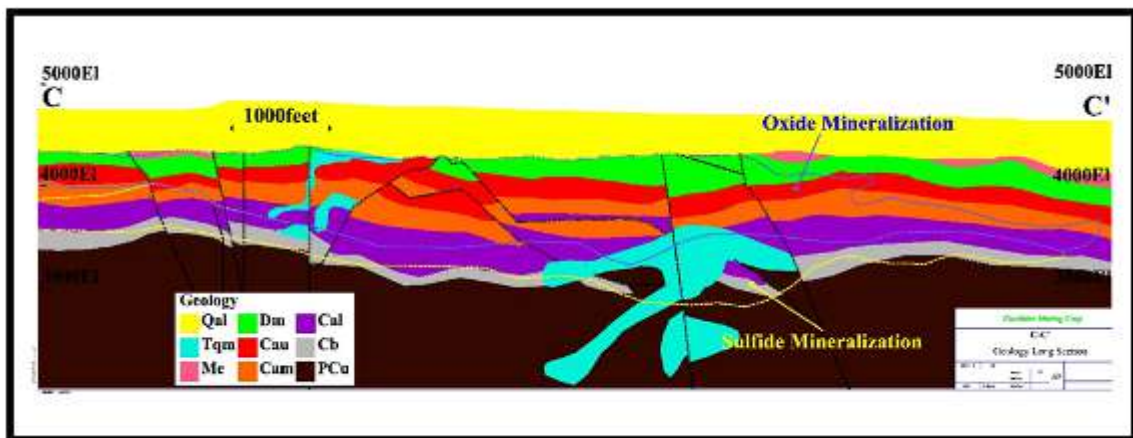 5000El
5000El
C
C'
1000feet
Oxide Mineralization
4000El
4000El
Geology
Qal
Dm
Cal
Tqm
Cau
Cb
Me
Cam
PCu
Sulfide Mineralization
C-C'
Geology Long Section